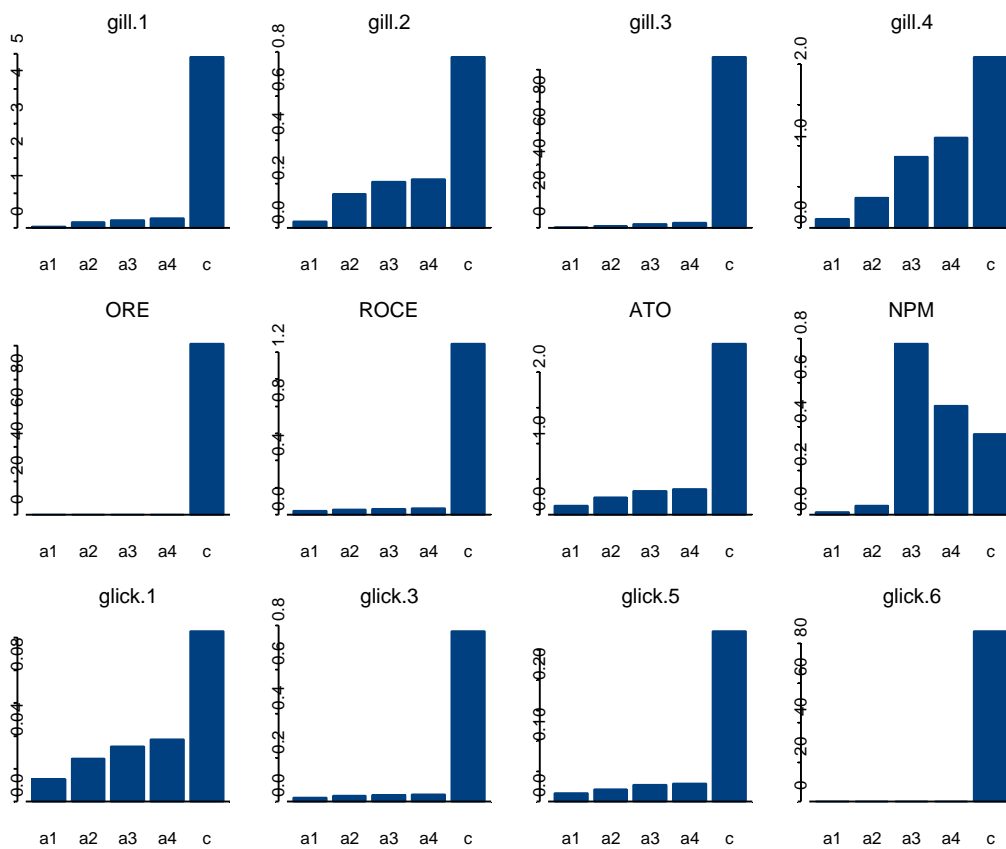 gill.1
0 1 2 3 4 5
a1 a2 a3 a4 c
gill.2
0.0 0.2 0.4 0.6 0.8
a1 a2 a3 a4 c
gill.3
0 20 40 60 80
a1 a2 a3 a4 c
gill.4
0.0 1.0 2.0
a1 a2 a3 a4 c
ORE
0 20 40 60 80
a1 a2 a3 a4 c
ROCE
0.0 0.4 0.8 1.2
a1 a2 a3 a4 c
ATO
0.0 1.0 2.0
a1 a2 a3 a4 c
NPM
0.0 0.2 0.4 0.6 0.8
a1 a2 a3 a4 c
glick.1
0.0 0.04 0.08
a1 a2 a3 a4 c
glick.3
0.0 0.2 0.4 0.6 0.8
a1 a2 a3 a4 c
glick.5
0.0 0.10 0.20
a1 a2 a3 a4 c
glick.6
0 20 40 60 80
a1 a2 a3 a4 c